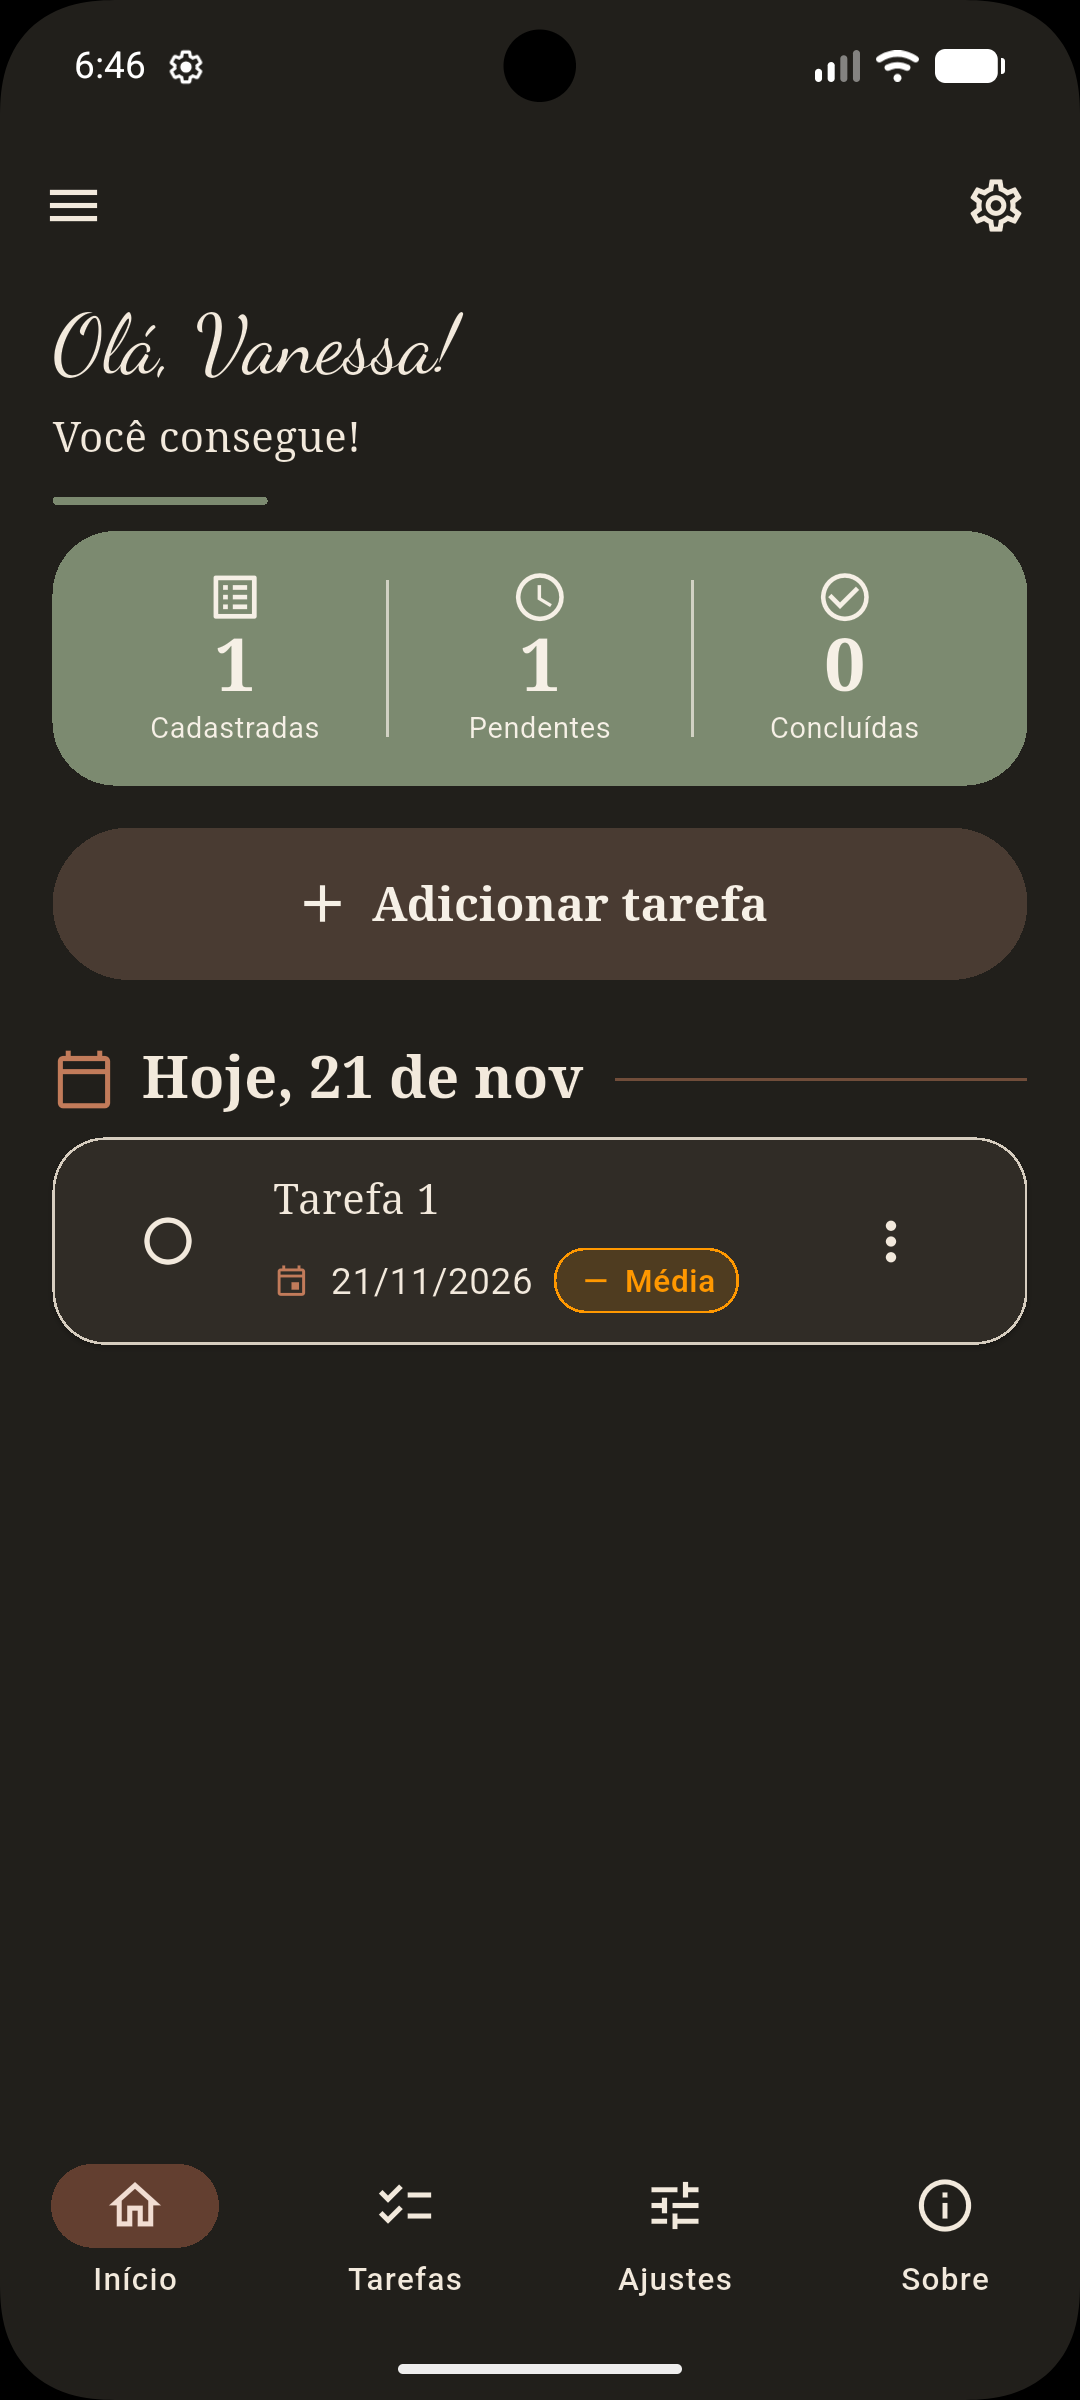 6:46
Olá, Vanessa!
Você consegue!
1 1 0
Cadastradas Pendentes Concluídas
+ Adicionar tarefa
Hoje, 21 de nov
Tarefa 1
21/11/2026 — Média
Início Tarefas Ajustes Sobre